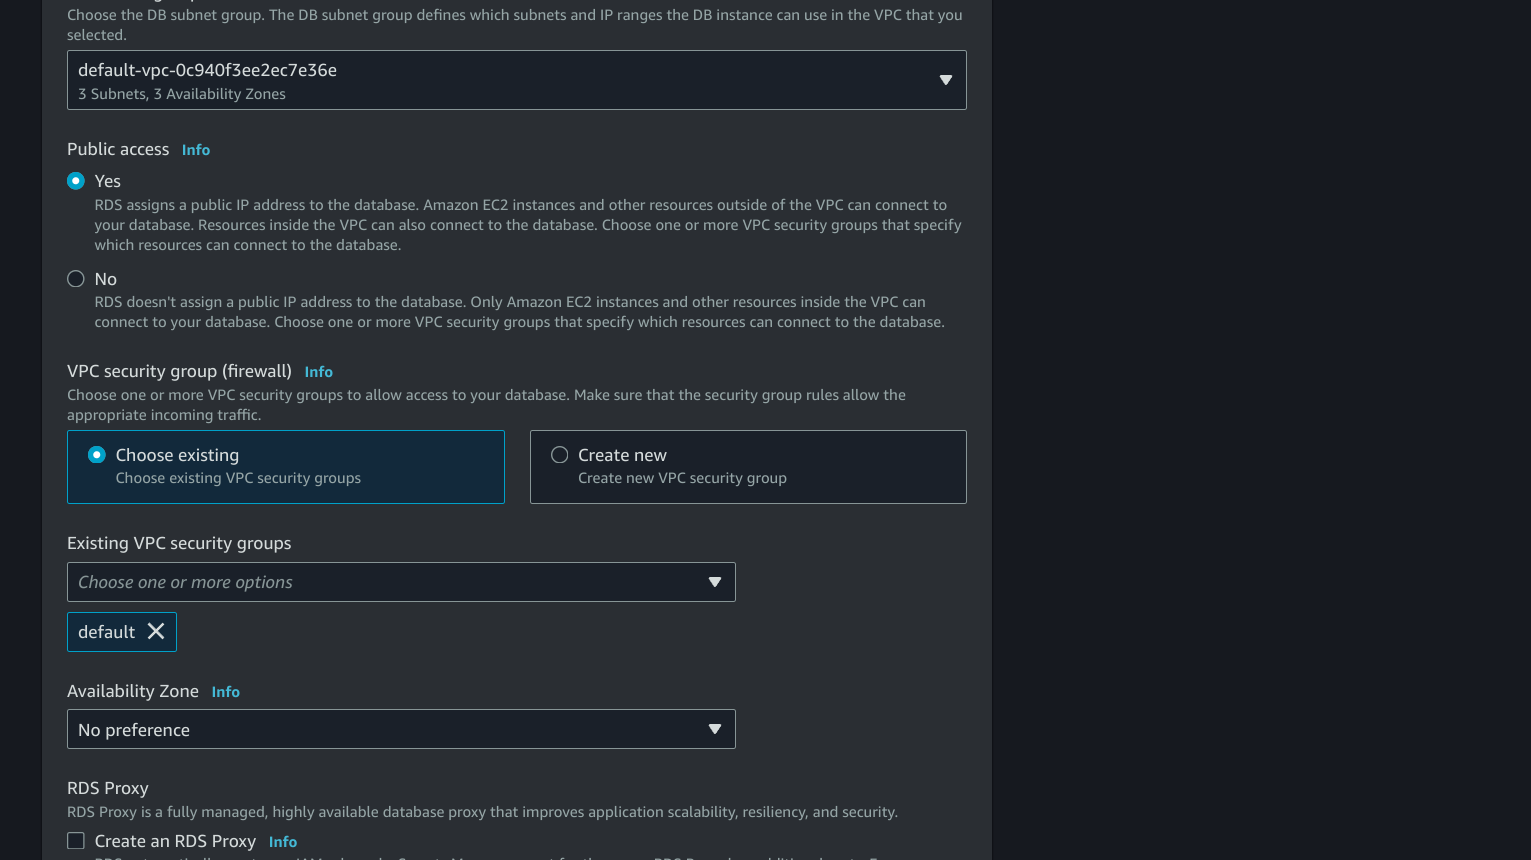 Choose the DB subnet group. The DB subnet group defines which subnets and IP ranges the DB instance can use in the VPC that you
selected.
default-vpc-0c940f3ee2ec7e36e
3 Subnets, 3 Availability Zones
Public access Info
Yes
RDS assigns a public IP address to the database. Amazon EC2 instances and other resources outside of the VPC can connect to
your database. Resources inside the VPC can also connect to the database. Choose one or more VPC security groups that specify
which resources can connect to the database.
No
RDS doesn't assign a public IP address to the database. Only Amazon EC2 instances and other resources inside the VPC can
connect to your database. Choose one or more VPC security groups that specify which resources can connect to the database.
VPC security group (firewall) Info
Choose one or more VPC security groups to allow access to your database. Make sure that the security group rules allow the
appropriate incoming traffic.
Choose existing
Choose existing VPC security groups
Create new
Create new VPC security group
Existing VPC security groups
Choose one or more options
default
Availability Zone Info
No preference
RDS Proxy
RDS Proxy is a fully managed, highly available database proxy that improves application scalability, resiliency, and security.
Create an RDS Proxy Info